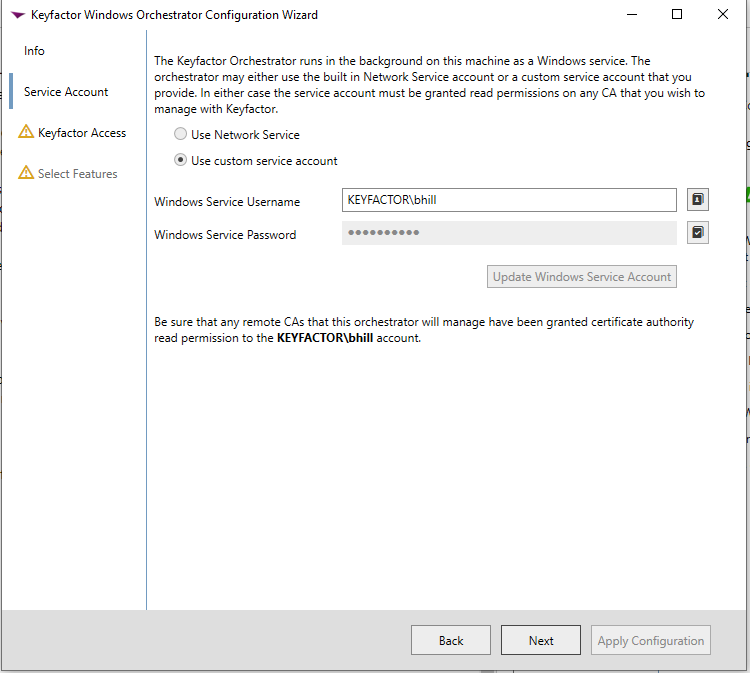 Keyfactor Windows Orchestrator Configuration Wizard
Info
Service Account
Keyfactor Access
Select Features
The Keyfactor Orchestrator runs in the background on this machine as a Windows service. The
orchestrator may either use the built in Network Service account or a custom service account that you
provide. In either case the service account must be granted read permissions on any CA that you wish to
manage with Keyfactor.
Use Network Service
Use custom service account
Windows Service Username
KEYFACTOR\bhill
Windows Service Password
Update Windows Service Account
Be sure that any remote CAs that this orchestrator will manage have been granted certificate authority
read permission to the KEYFACTOR\bhill account.
Back
Next
Apply Configuration